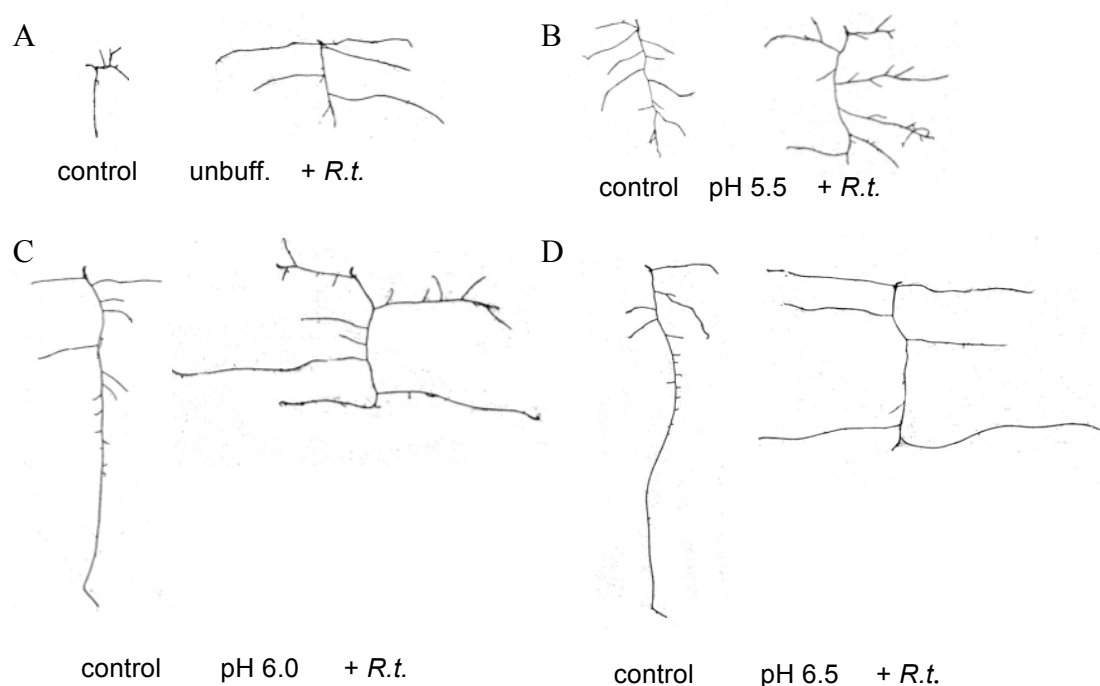 A
control unbuff. + R.t.
B
control pH 5.5 + R.t.
C
control pH 6.0 + R.t.
D
control pH 6.5 + R.t.